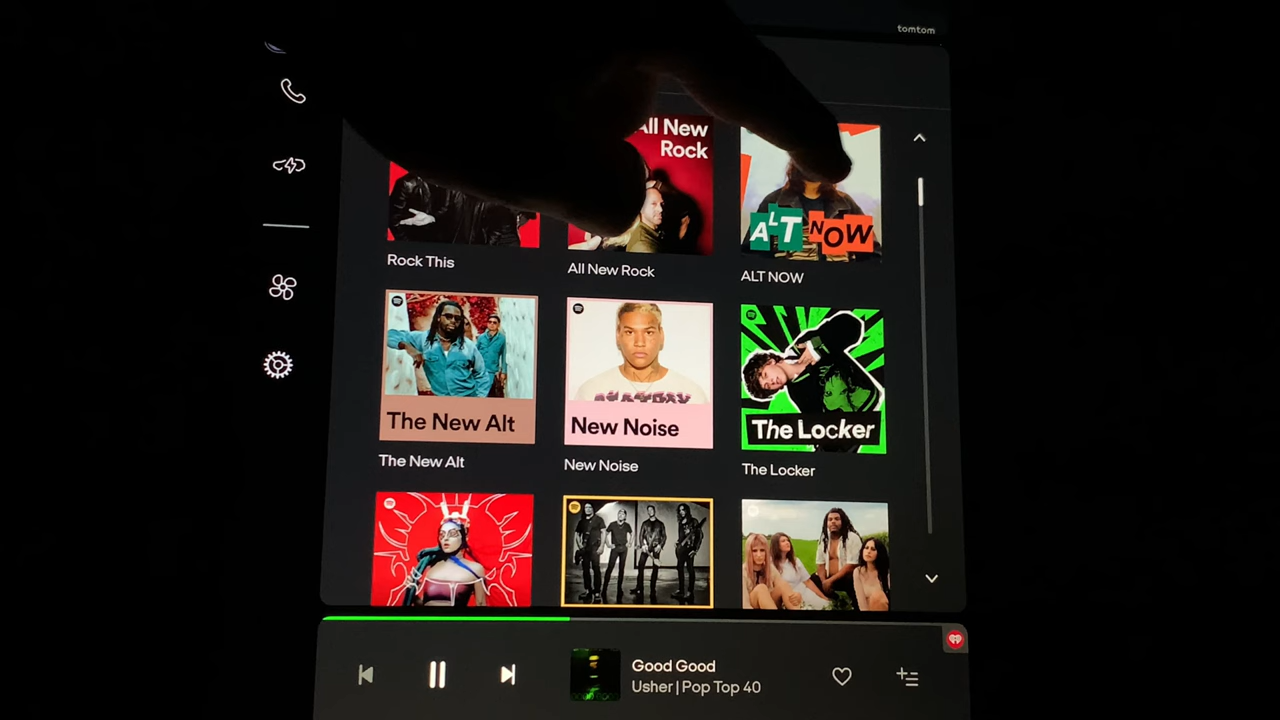 tomtom
All New
Rock
ALT NOW
Rock This
All New Rock
ALT NOW
The New Alt
New Noise
The Locker
The New Alt
New Noise
The Locker
Good Good
Usher | Pop Top 40